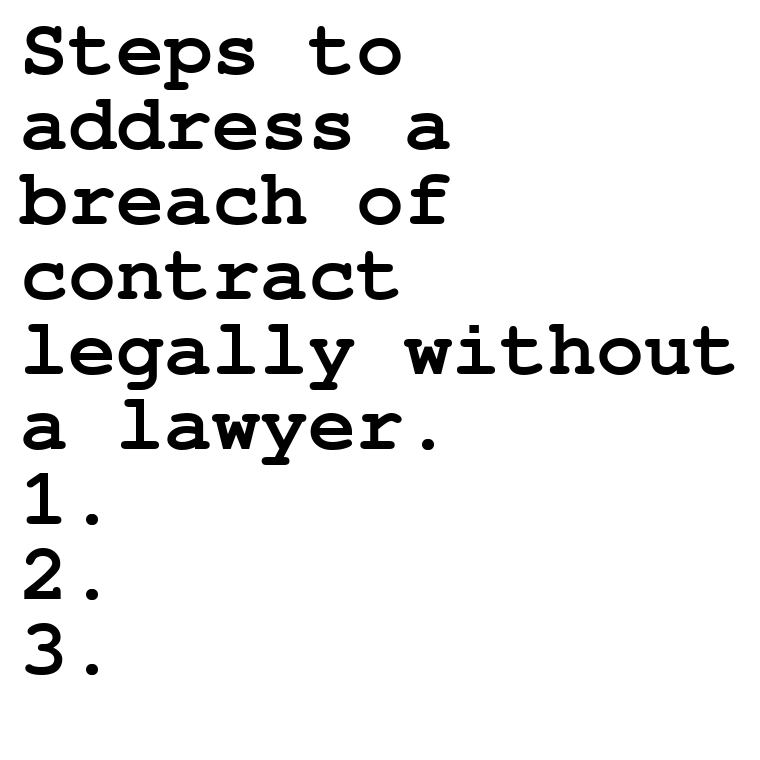 Steps to
address a
breach of
contract
legally without
a lawyer.
1.
2.
3.